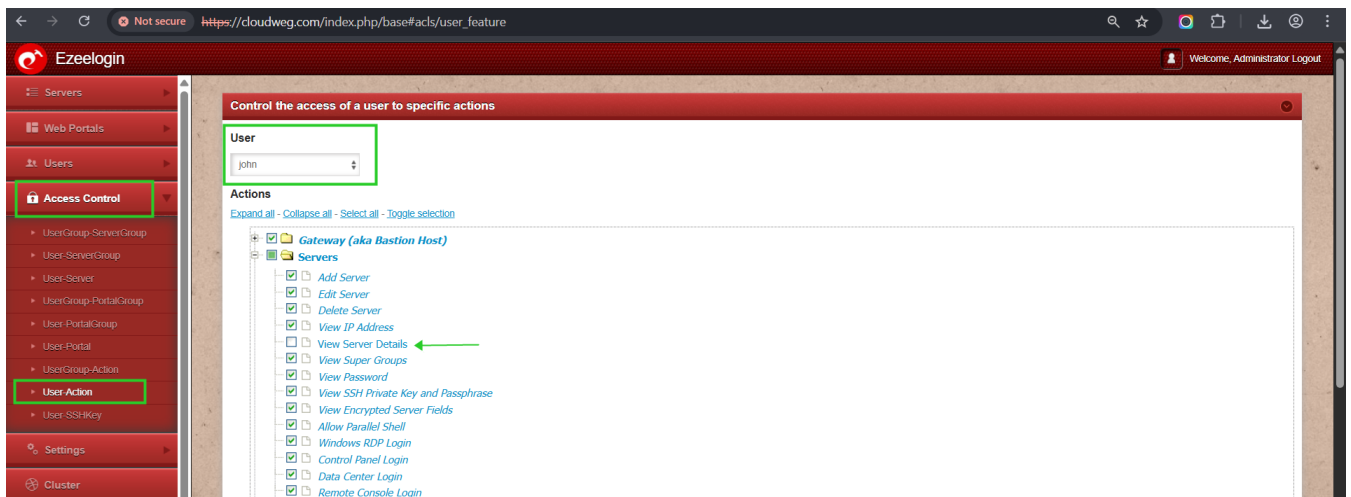 Not secure https://cloudweg.com/index.php/base#acls/user_feature
Ezeelogin
Welcome, Administrator Logout
Servers
Web Portals
Users
Access Control
UserGroup-ServerGroup
User-ServerGroup
User-Server
UserGroup-PortalGroup
User-PortalGroup
User-Portal
UserGroup-Action
User-Action
User-SSHKey
Settings
Cluster
Control the access of a user to specific actions
User
john
Actions
Expand all - Collapse all - Select all - Toggle selection
Gateway (aka Bastion Host)
Servers
Add Server
Edit Server
Delete Server
View IP Address
View Server Details
View Super Groups
View Password
View SSH Private Key and Passphrase
View Encrypted Server Fields
Allow Parallel Shell
Windows RDP Login
Control Panel Login
Data Center Login
Remote Console Login